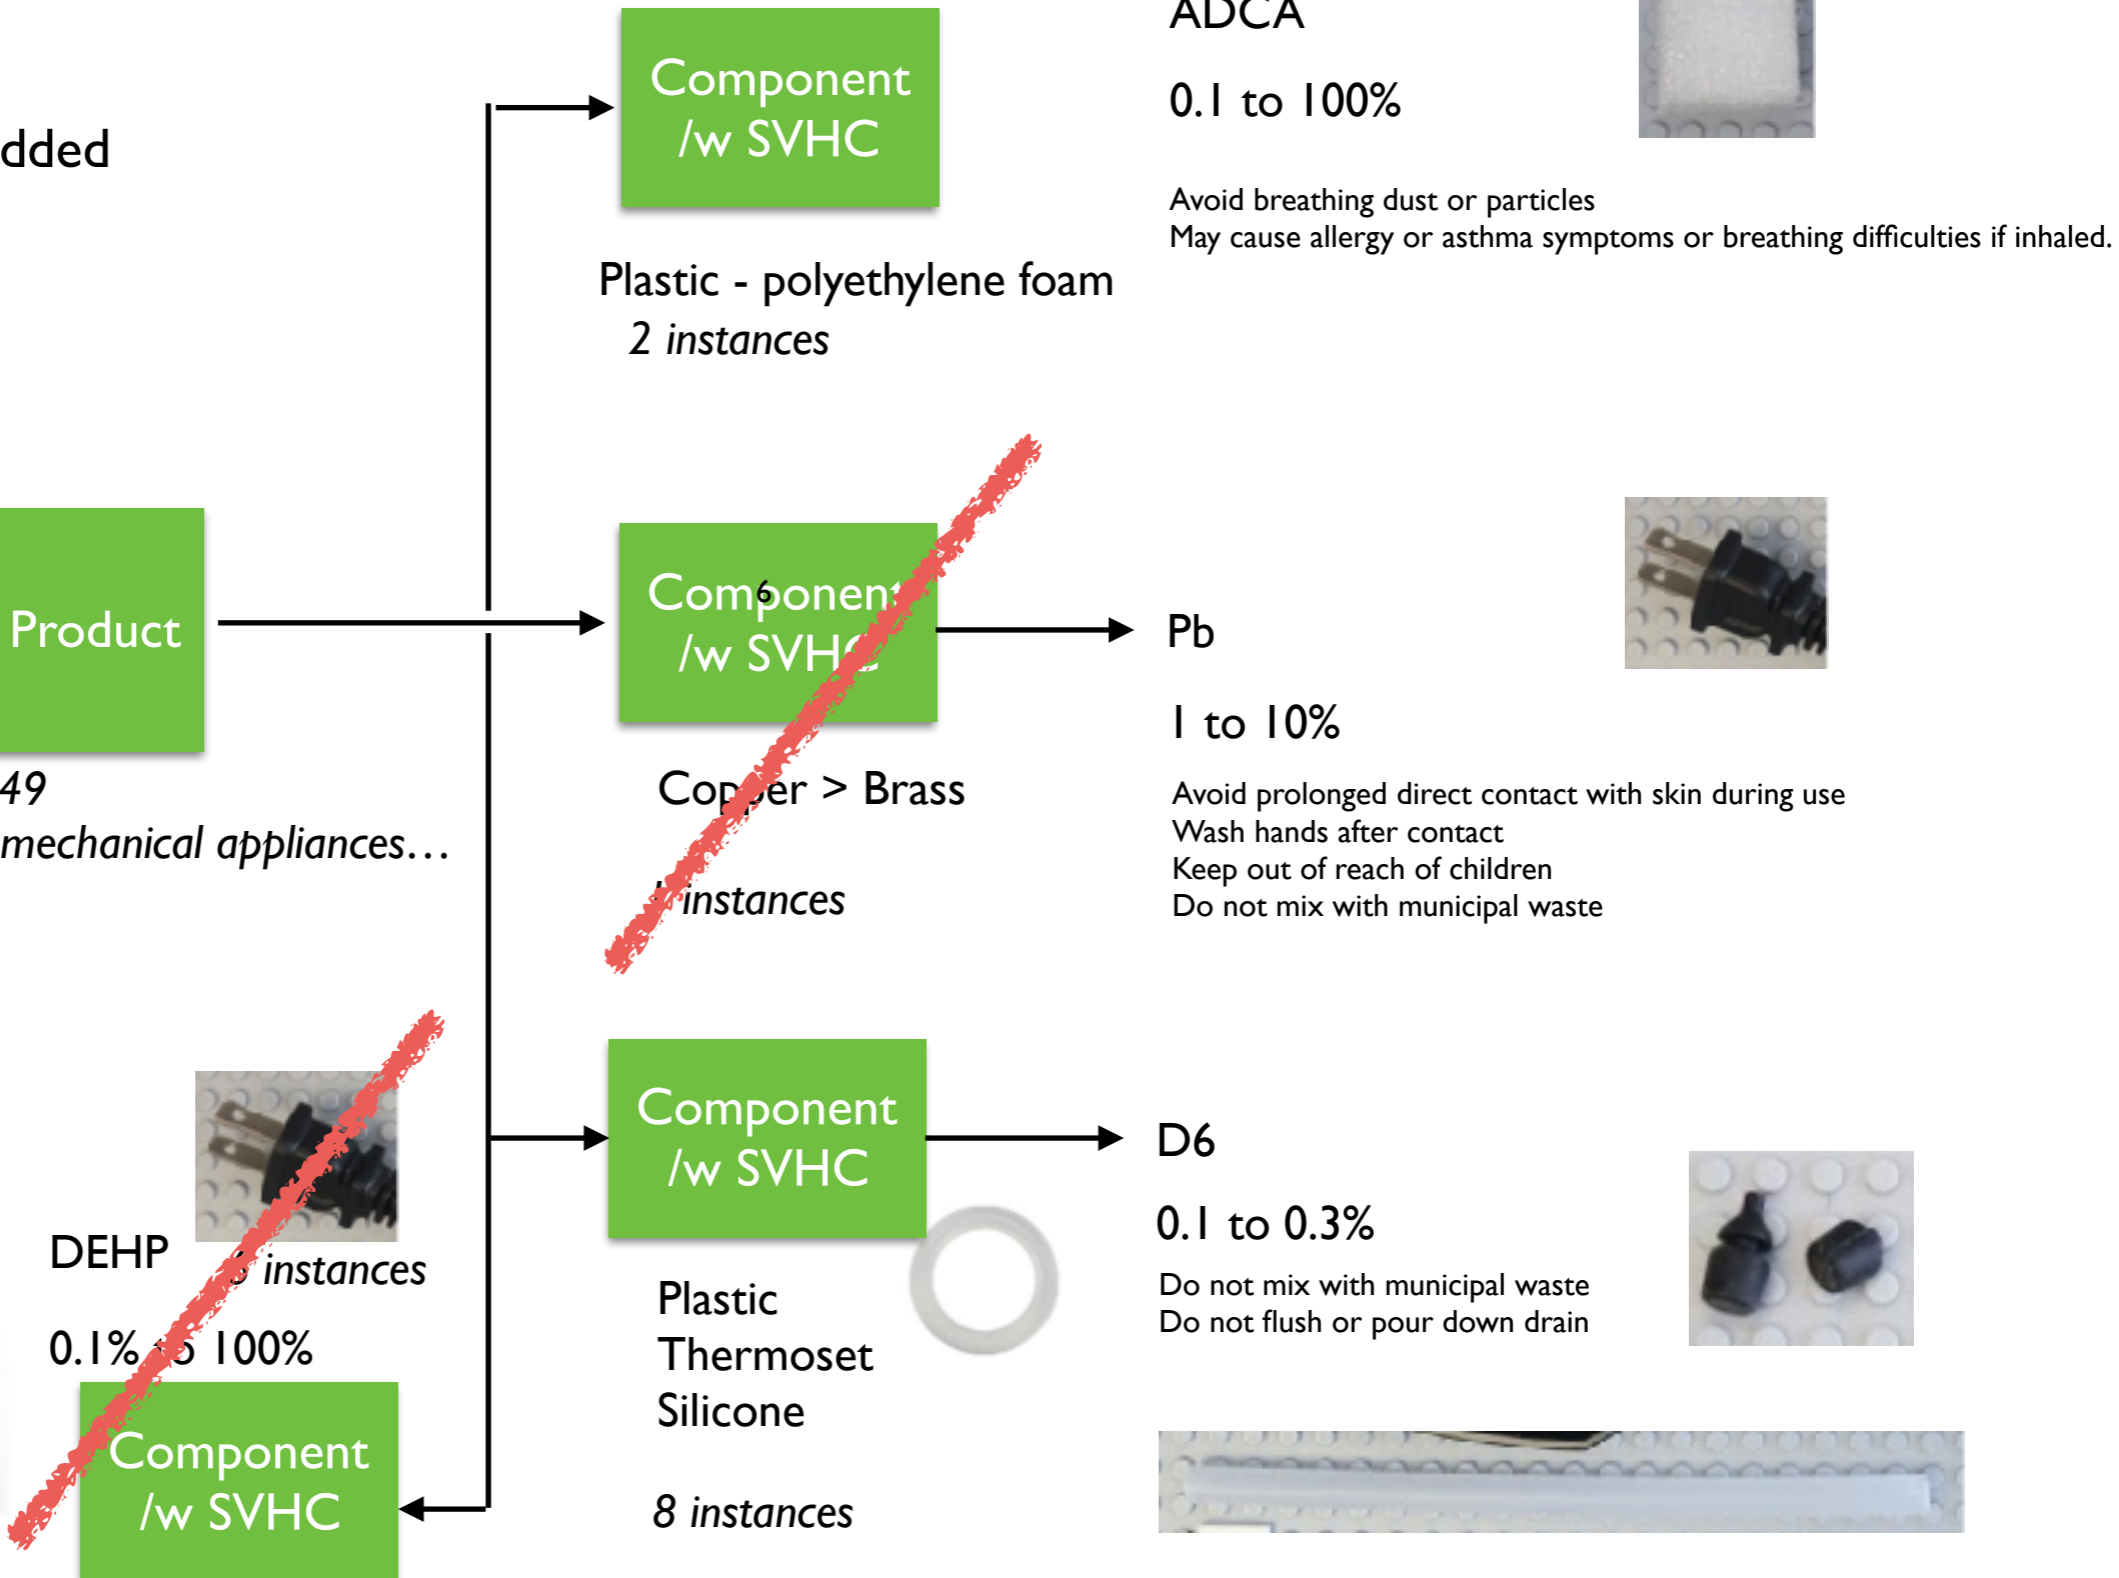 ADCA
Component
/w SVHC
0.1 to 100%
dded
Avoid breathing dust or particles
May cause allergy or asthma symptoms or breathing difficulties if inhaled.
Plastic - polyethylene foam
2 instances
Product
49
mechanical appliances…
Component
/w SVHC
6
Pb
1 to 10%
Copper > Brass
instances
Avoid prolonged direct contact with skin during use
Wash hands after contact
Keep out of reach of children
Do not mix with municipal waste
Component
/w SVHC
D6
0.1 to 0.3%
Do not mix with municipal waste
Do not flush or pour down drain
Plastic
Thermoset
Silicone
8 instances
DEHP
instances
0.1% to 100%
Component
/w SVHC